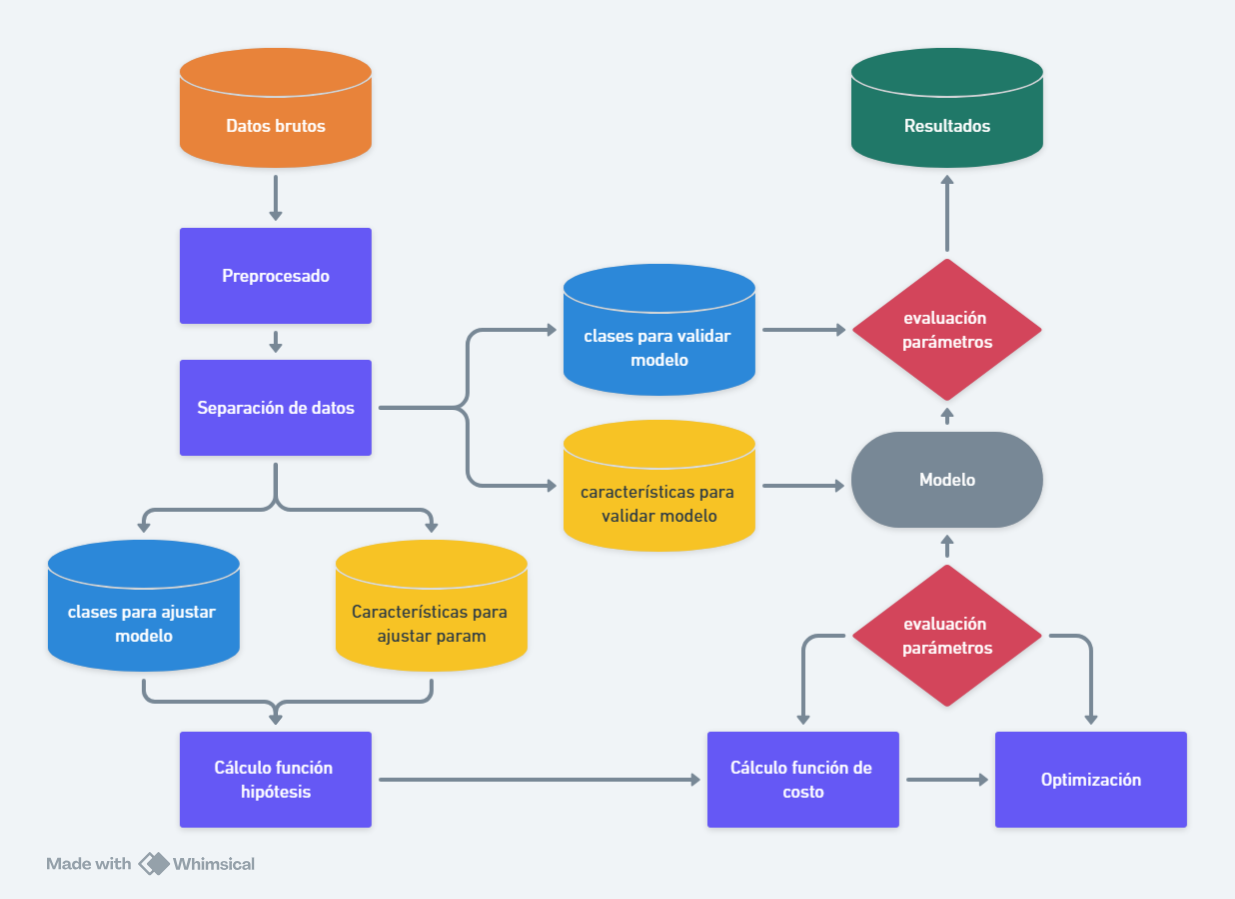 Datos brutos
Resultados
Preprocesado
evaluación
parámetros
clases para validar
modelo
Separación de datos
Modelo
características para
validar modelo
clases para ajustar
modelo
Características para
ajustar param
evaluación
parámetros
Cálculo función
hipótesis
Cálculo función de
costo
Optimización
Made with Whimsical